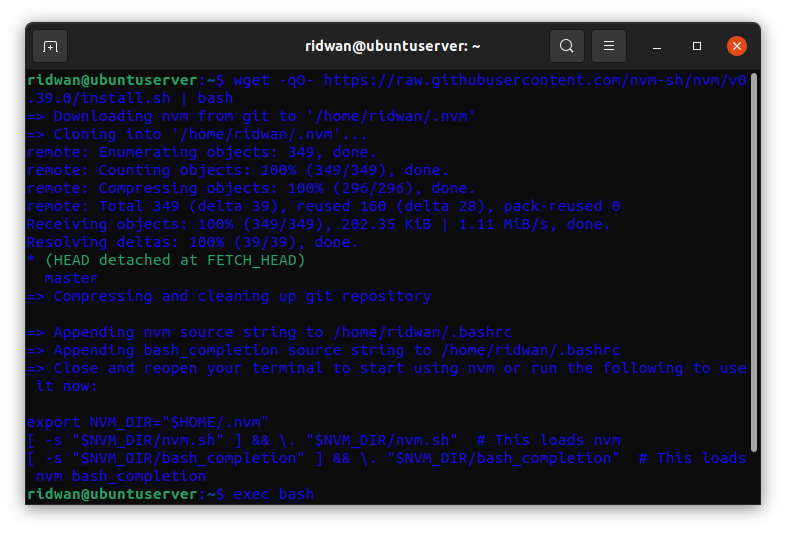 ridwan@ubuntuserver: ~
ridwan@ubuntuserver:~$ wget -qO- https://raw.githubusercontent.com/nvm-sh/nvm/v0
.39.0/install.sh | bash
=> Downloading nvm from git to '/home/ridwan/.nvm'
=> Cloning into '/home/ridwan/.nvm'...
remote: Enumerating objects: 349, done.
remote: Counting objects: 100% (349/349), done.
remote: Compressing objects: 100% (296/296), done.
remote: Total 349 (delta 39), reused 160 (delta 28), pack-reused 0
Receiving objects: 100% (349/349), 202.35 KiB | 1.11 MiB/s, done.
Resolving deltas: 100% (39/39), done.
* (HEAD detached at FETCH_HEAD)
  master
=> Compressing and cleaning up git repository
=> Appending nvm source string to /home/ridwan/.bashrc
=> Appending bash_completion source string to /home/ridwan/.bashrc
=> Close and reopen your terminal to start using nvm or run the following to use
 it now:
export NVM_DIR="$HOME/.nvm"
[ -s "$NVM_DIR/nvm.sh" ] && \. "$NVM_DIR/nvm.sh"  # This loads nvm
[ -s "$NVM_DIR/bash_completion" ] && \. "$NVM_DIR/bash_completion"  # This loads
 nvm bash_completion
ridwan@ubuntuserver:~$ exec bash